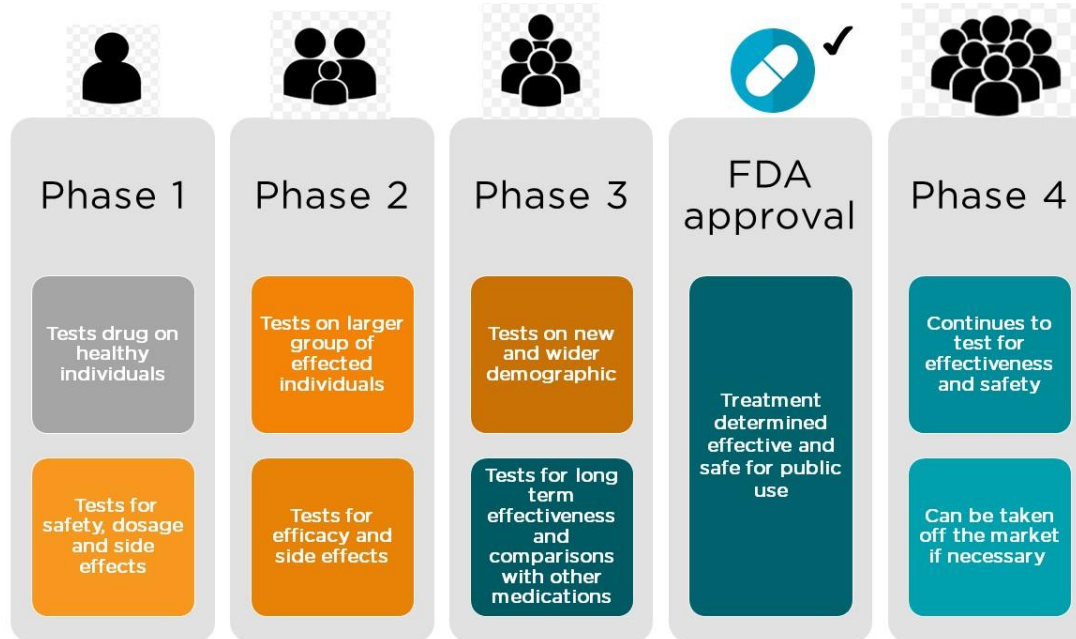 Phase 1
Tests drug on
healthy
individuals
Tests for
safety, dosage
and side
effects
Phase 2
Tests on larger
group of
effected
individuals
Tests for
efficacy and
side effects
Phase 3
Tests on new
and wider
demographic
Tests for long
term
effectiveness
and
comparisons
with other
medications
FDA
approval
Treatment
determined
effective and
safe for public
use
Phase 4
Continues to
test for
effectiveness
and safety
Can be taken
off the market
if necessary